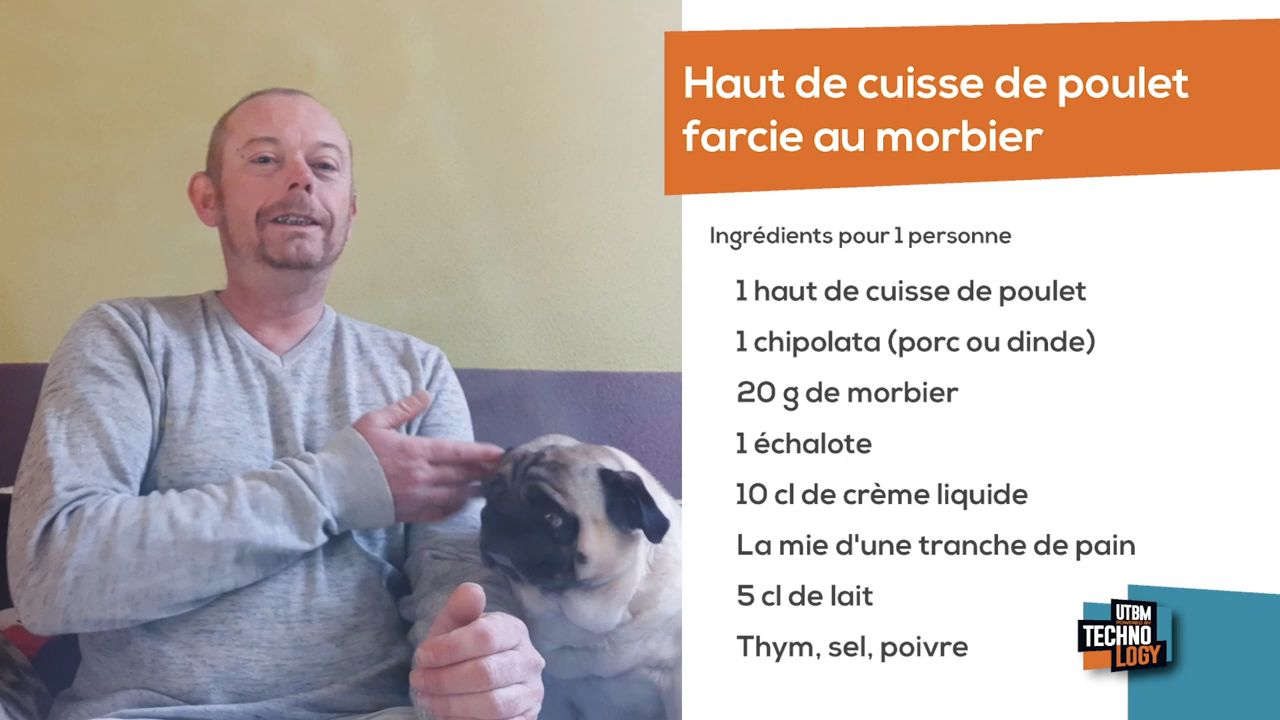 Haut de cuisse de poulet
farcie au morbier
Ingrédients pour 1 personne
1 haut de cuisse de poulet
1 chipolata (porc ou dinde)
20 g de morbier
1 échalote
10 cl de crème liquide
La mie d'une tranche de pain
5 cl de lait
Thym, sel, poivre
UTBM
POWERED BY
TECHNO
LOGY